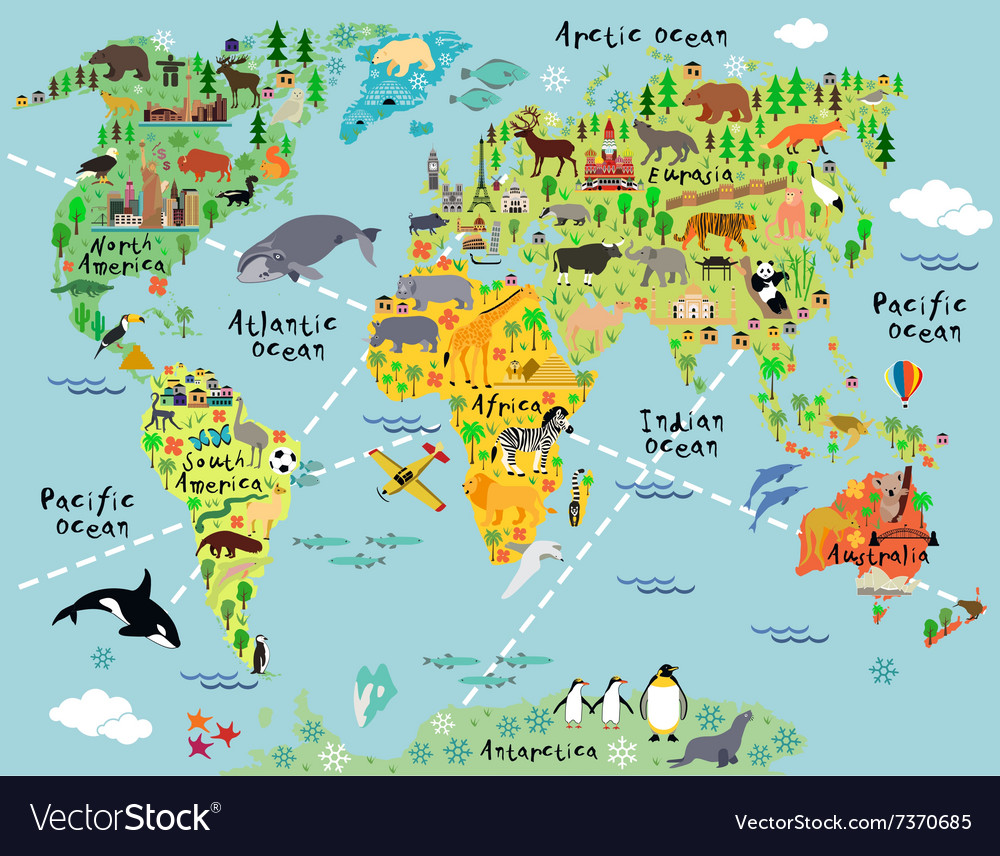 Arctic ocean
Eurasia
North
America
Atlantic
ocean
Pacific
ocean
Africa
Indian
ocean
South
America
Pacific
ocean
Australia
Antarctica
$
$
VectorStock®
VectorStock.com/7370685